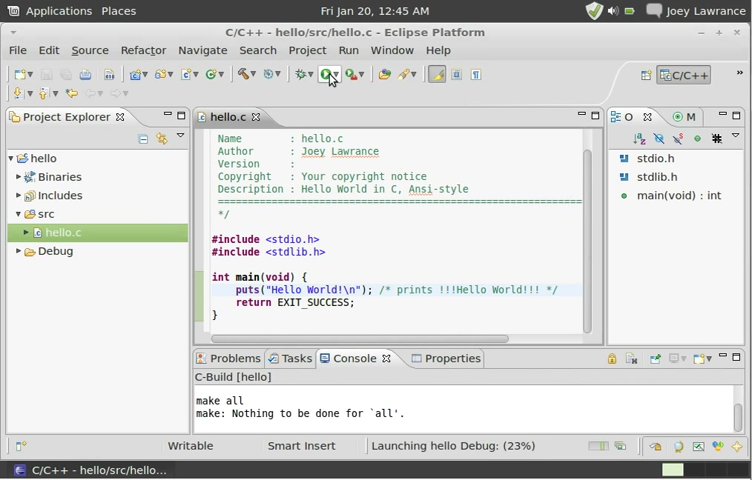 Applications Places Fri Jan 20, 12:45 AM Joey Lawrance
C/C++ - hello/src/hello.c - Eclipse Platform
File Edit Source Refactor Navigate Search Project Run Window Help
C/C++
Project Explorer
hello
Binaries
Includes
src
hello.c
Debug
hello.c
Name : hello.c
Author : Joey Lawrance
Version :
Copyright : Your copyright notice
Description : Hello World in C, Ansi-style
============================================================
*/
#include <stdio.h>
#include <stdlib.h>
int main(void) {
puts("Hello World!\n"); /* prints !!!Hello World!!! */
return EXIT_SUCCESS;
}
O M
stdio.h
stdlib.h
main(void) : int
Problems Tasks Console Properties
C-Build [hello]
make all
make: Nothing to be done for `all'.
Writable Smart Insert Launching hello Debug: (23%)
C/C++ - hello/src/hello...